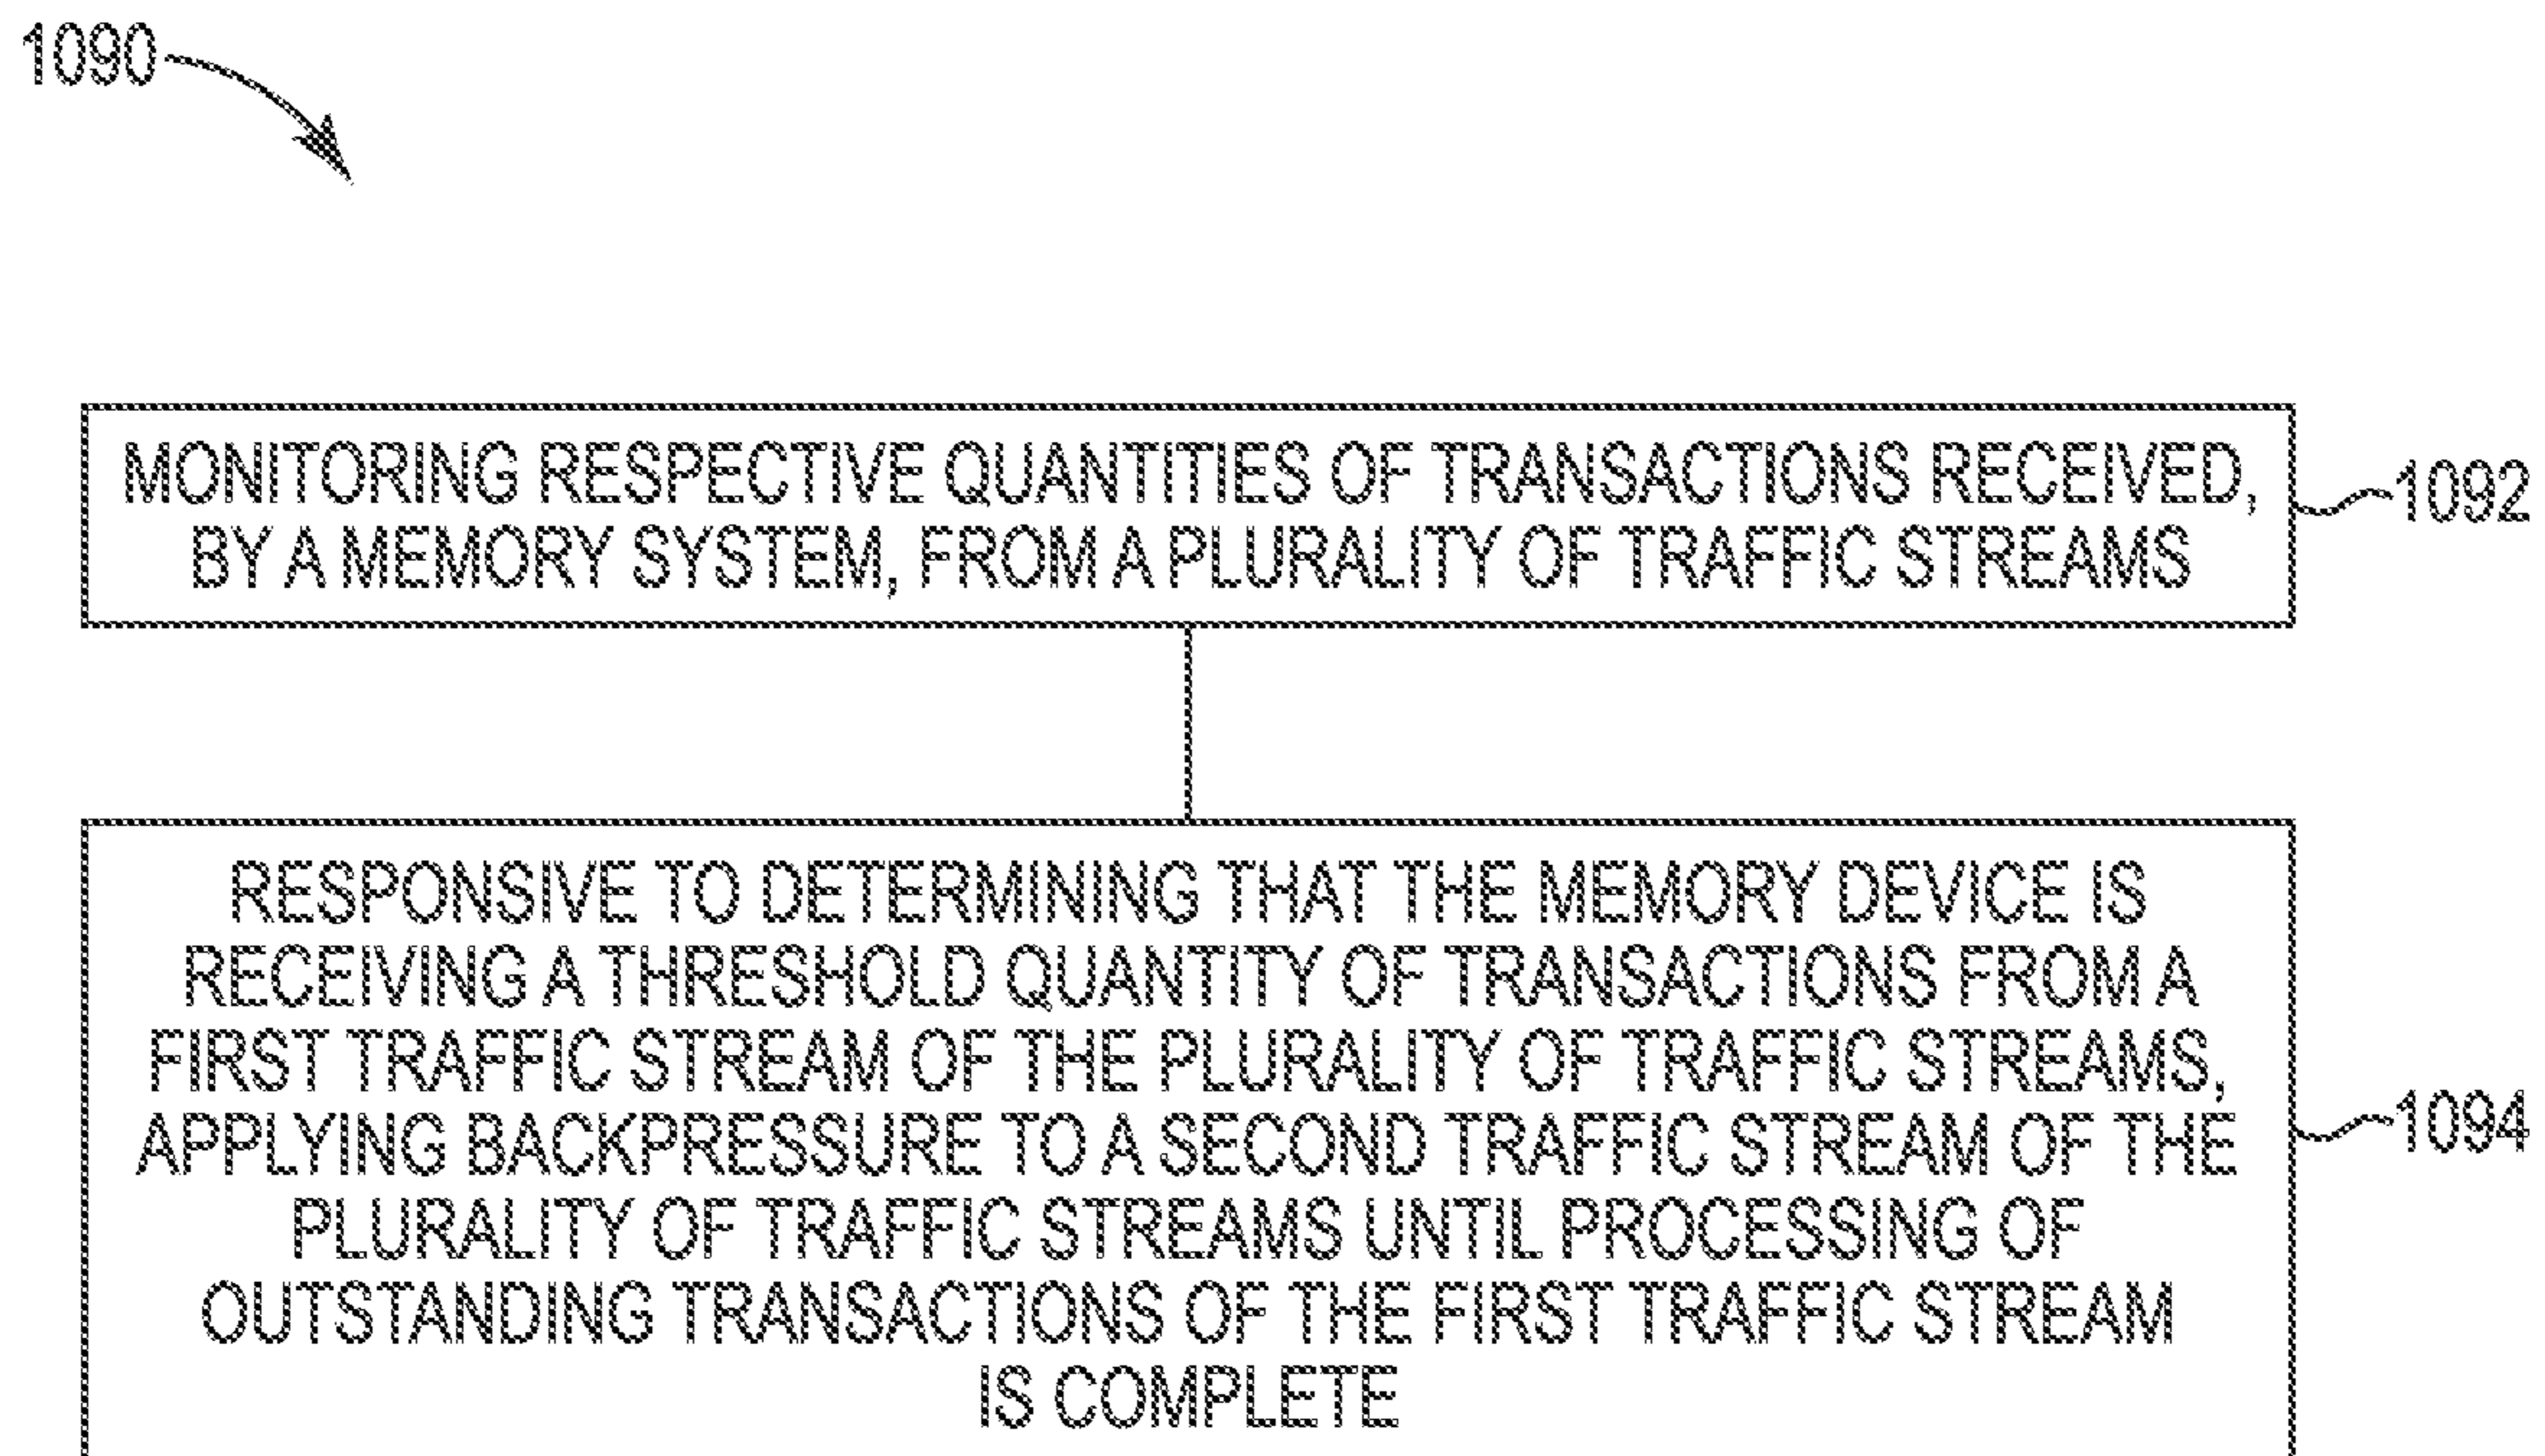 1090
MONITORING RESPECTIVE QUANTITIES OF TRANSACTIONS RECEIVED,
BY A MEMORY SYSTEM, FROM A PLURALITY OF TRAFFIC STREAMS
1092
RESPONSIVE TO DETERMINING THAT THE MEMORY DEVICE IS
RECEIVING A THRESHOLD QUANTITY OF TRANSACTIONS FROM A
FIRST TRAFFIC STREAM OF THE PLURALITY OF TRAFFIC STREAMS,
APPLYING BACKPRESSURE TO A SECOND TRAFFIC STREAM OF THE
PLURALITY OF TRAFFIC STREAMS UNTIL PROCESSING OF
OUTSTANDING TRANSACTIONS OF THE FIRST TRAFFIC STREAM
IS COMPLETE
1094